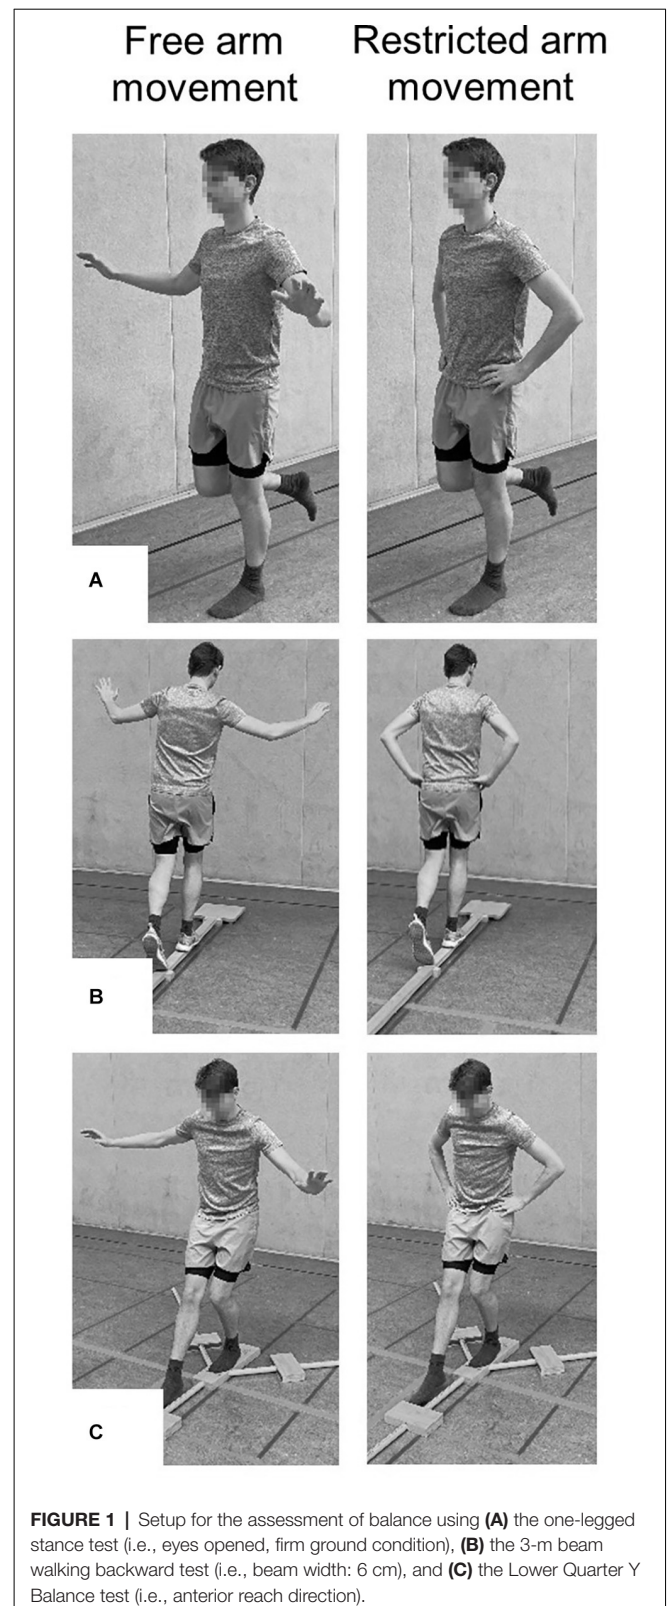 Free arm movement
Restricted arm movement
A
B
C
FIGURE 1 | Setup for the assessment of balance using (A) the one-legged
stance test (i.e., eyes opened, firm ground condition), (B) the 3-m beam
walking backward test (i.e., beam width: 6 cm), and (C) the Lower Quarter Y
Balance test (i.e., anterior reach direction).